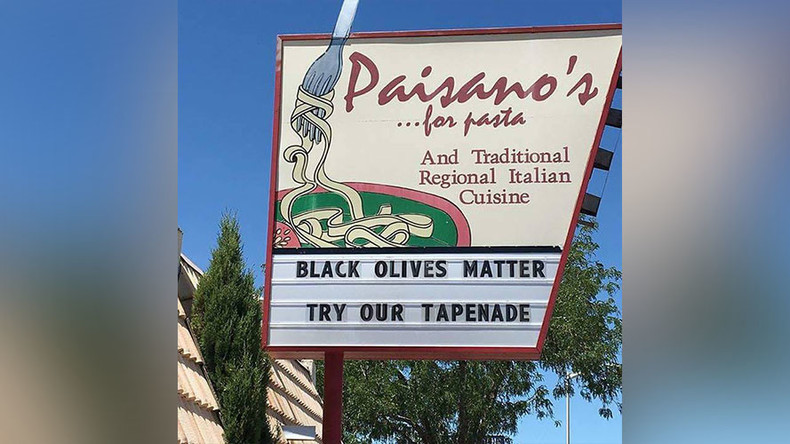 Paisano's
...for pasta
And Traditional
Regional Italian
Cuisine
BLACK OLIVES MATTER
TRY OUR TAPENADE